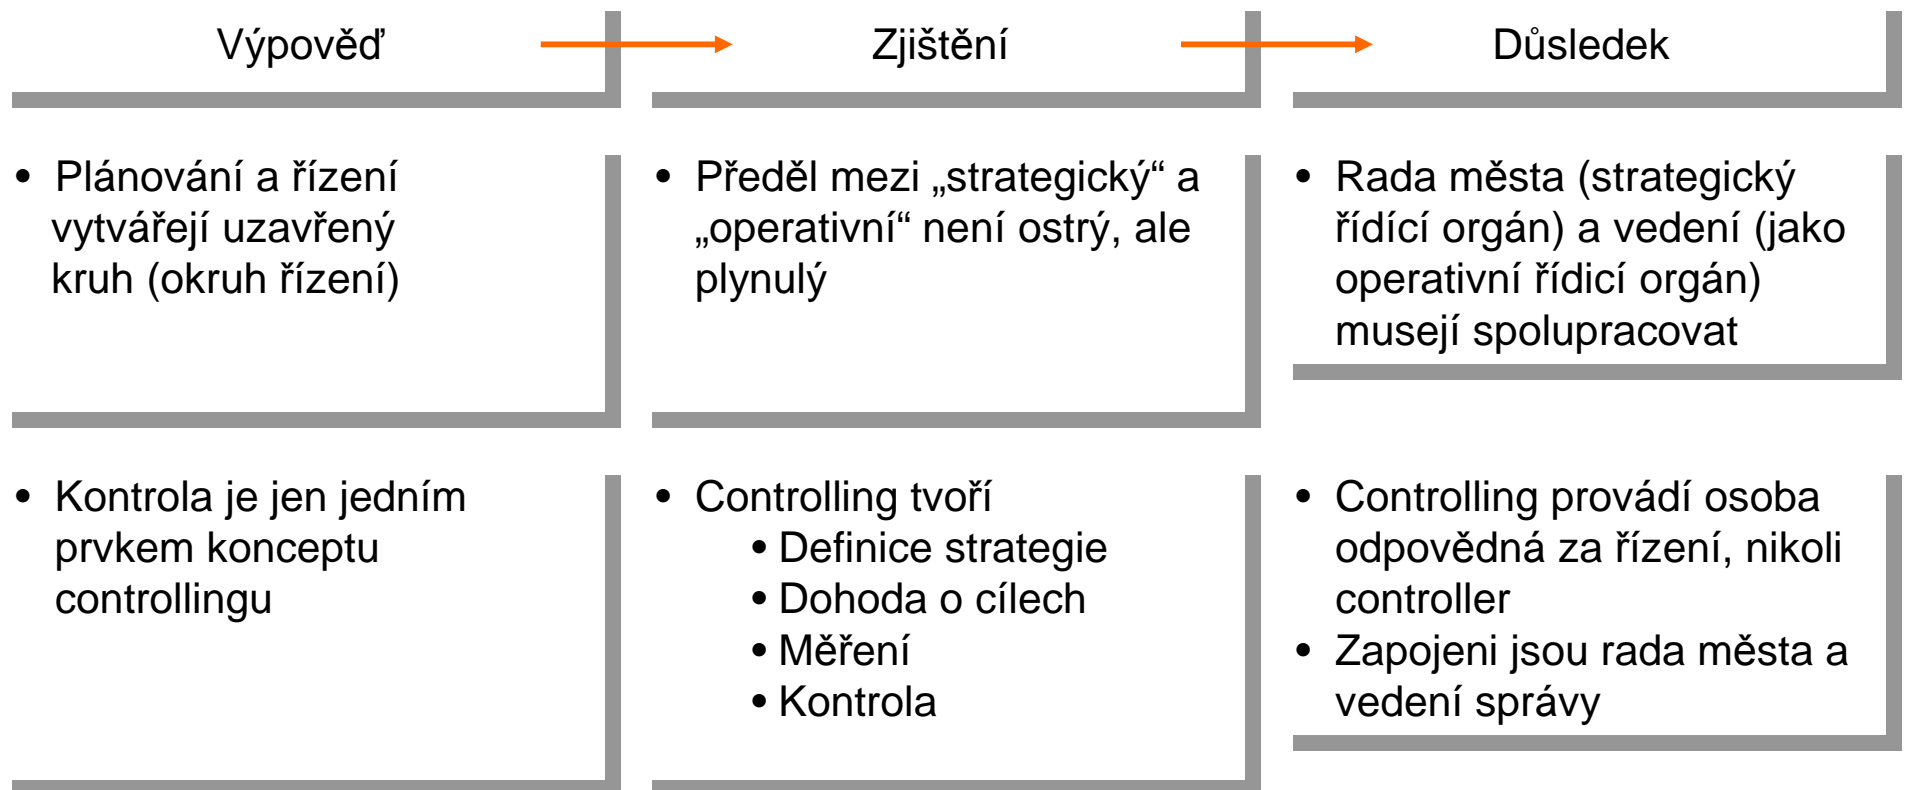 Výpověď
Zjištění
Důsledek
• Plánování a řízení
vytvářejí uzavřený
kruh (okruh řízení)
• Předěl mezi „strategický“ a
„operativní“ není ostrý, ale
plynulý
• Rada města (strategický
řídící orgán) a vedení (jako
operativní řídicí orgán)
musejí spolupracovat
• Kontrola je jen jedním
prvkem konceptu
controllingu
• Controlling tvoří
• Definice strategie
• Dohoda o cílech
• Měření
• Kontrola
• Controlling provádí osoba
odpovědná za řízení, nikoli
controller
• Zapojeni jsou rada města a
vedení správy